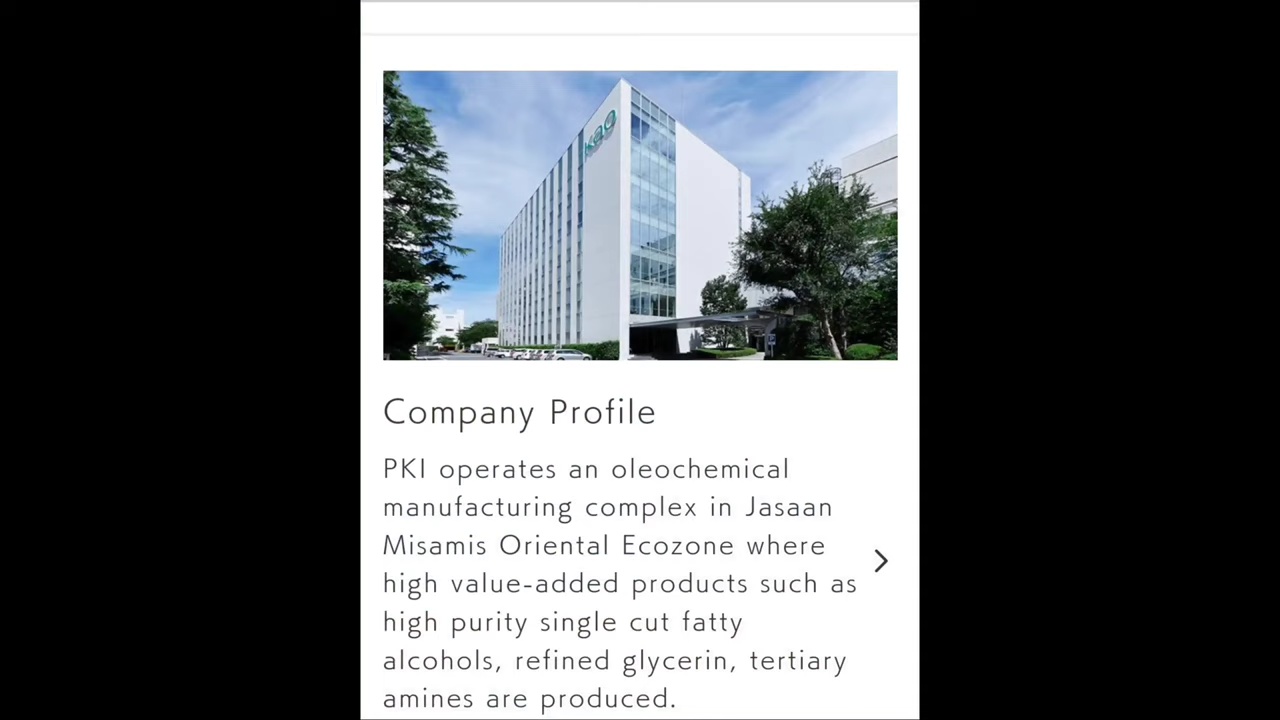 kao
Company Profile
PKI operates an oleochemical
manufacturing complex in Jasaan
Misamis Oriental Ecozone where
high value-added products such as
high purity single cut fatty
alcohols, refined glycerin, tertiary
amines are produced.